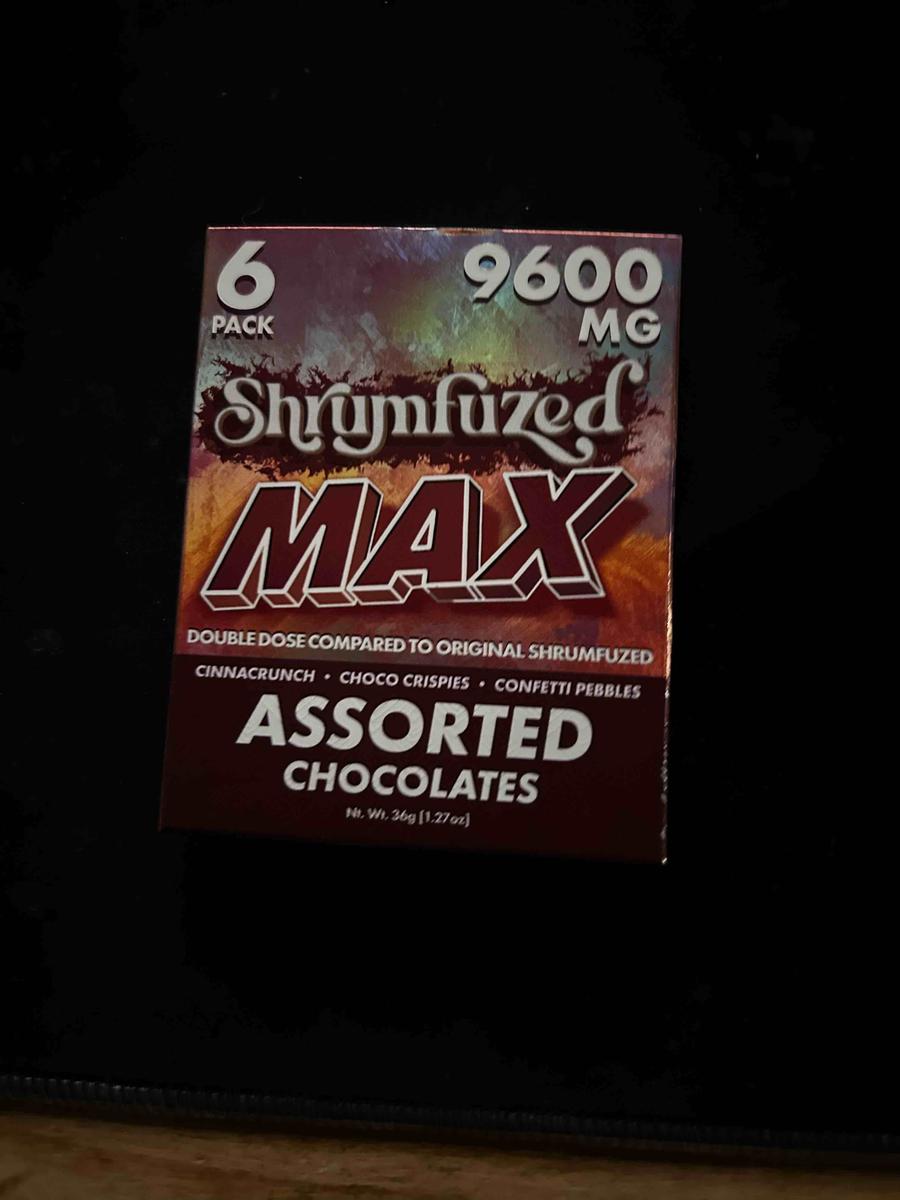 6 9600
PACK MG
Shrumfuzed
MAX
DOUBLE DOSE COMPARED TO ORIGINAL SHRUMFUZED
CINNACRUNCH • CHOCO CRISPIES • CONFETTI PEBBLES
ASSORTED
CHOCOLATES
Nt. Wt. 36g [1.27oz]